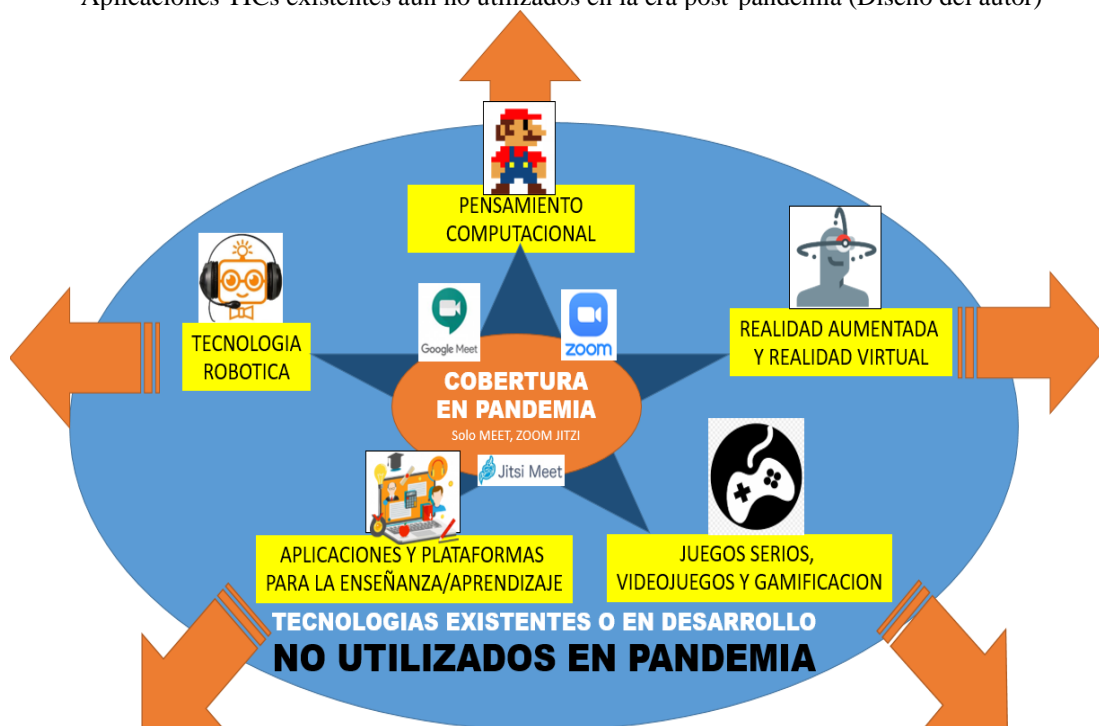 Aplicaciones TICs existentes aún no utilizados en la era post-pandemia (Diseño del autor)
PENSAMIENTO
COMPUTACIONAL
TECNOLOGIA
ROBOTICA
Google Meet
zoom
REALIDAD AUMENTADA
Y REALIDAD VIRTUAL
COBERTURA
EN PANDEMIA
Solo MEET, ZOOM JITZI
Jitsi Meet
APLICACIONES Y PLATAFORMAS
PARA LA ENSEÑANZA/APRENDIZAJE
JUEGOS SERIOS,
VIDEOJUEGOS Y GAMIFICACION
TECNOLOGIAS EXISTENTES O EN DESARROLLO
NO UTILIZADOS EN PANDEMIA